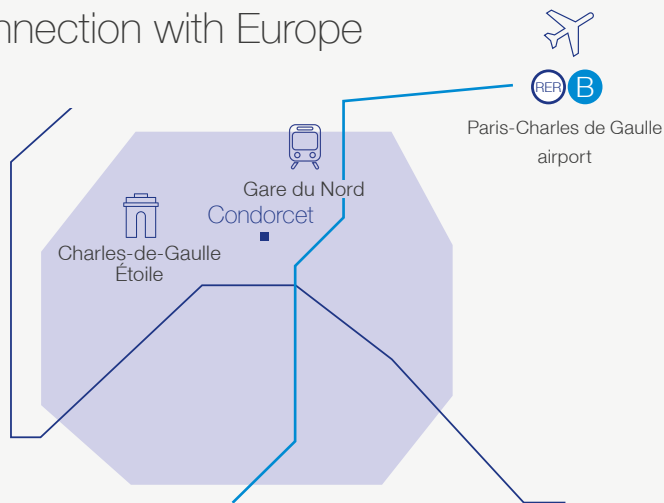 nnection with Europe
RER B
Paris-Charles de Gaulle
airport
Gare du Nord
Condorcet
Charles-de-Gaulle
Étoile